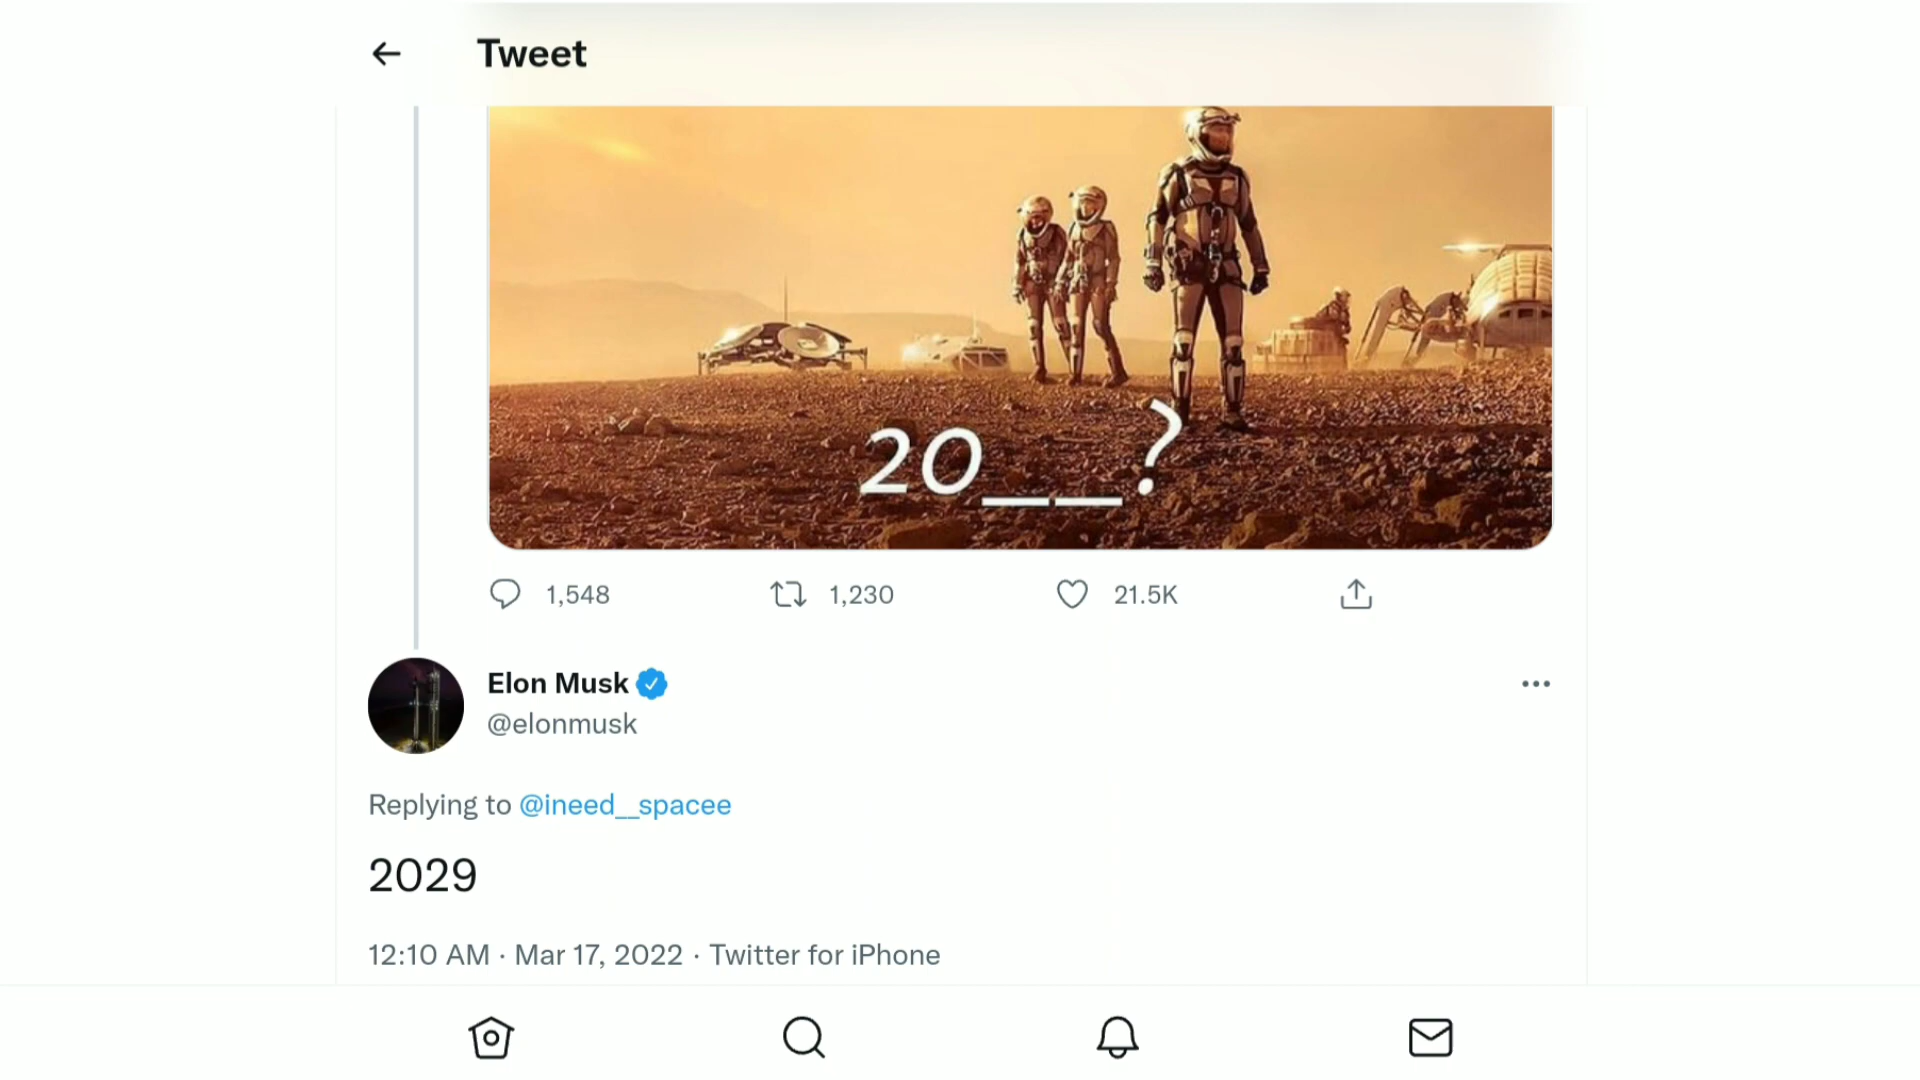 Tweet
20__?
1,548 1,230 21.5K
Elon Musk
@elonmusk
Replying to @ineed__spacee
2029
12:10 AM · Mar 17, 2022 · Twitter for iPhone